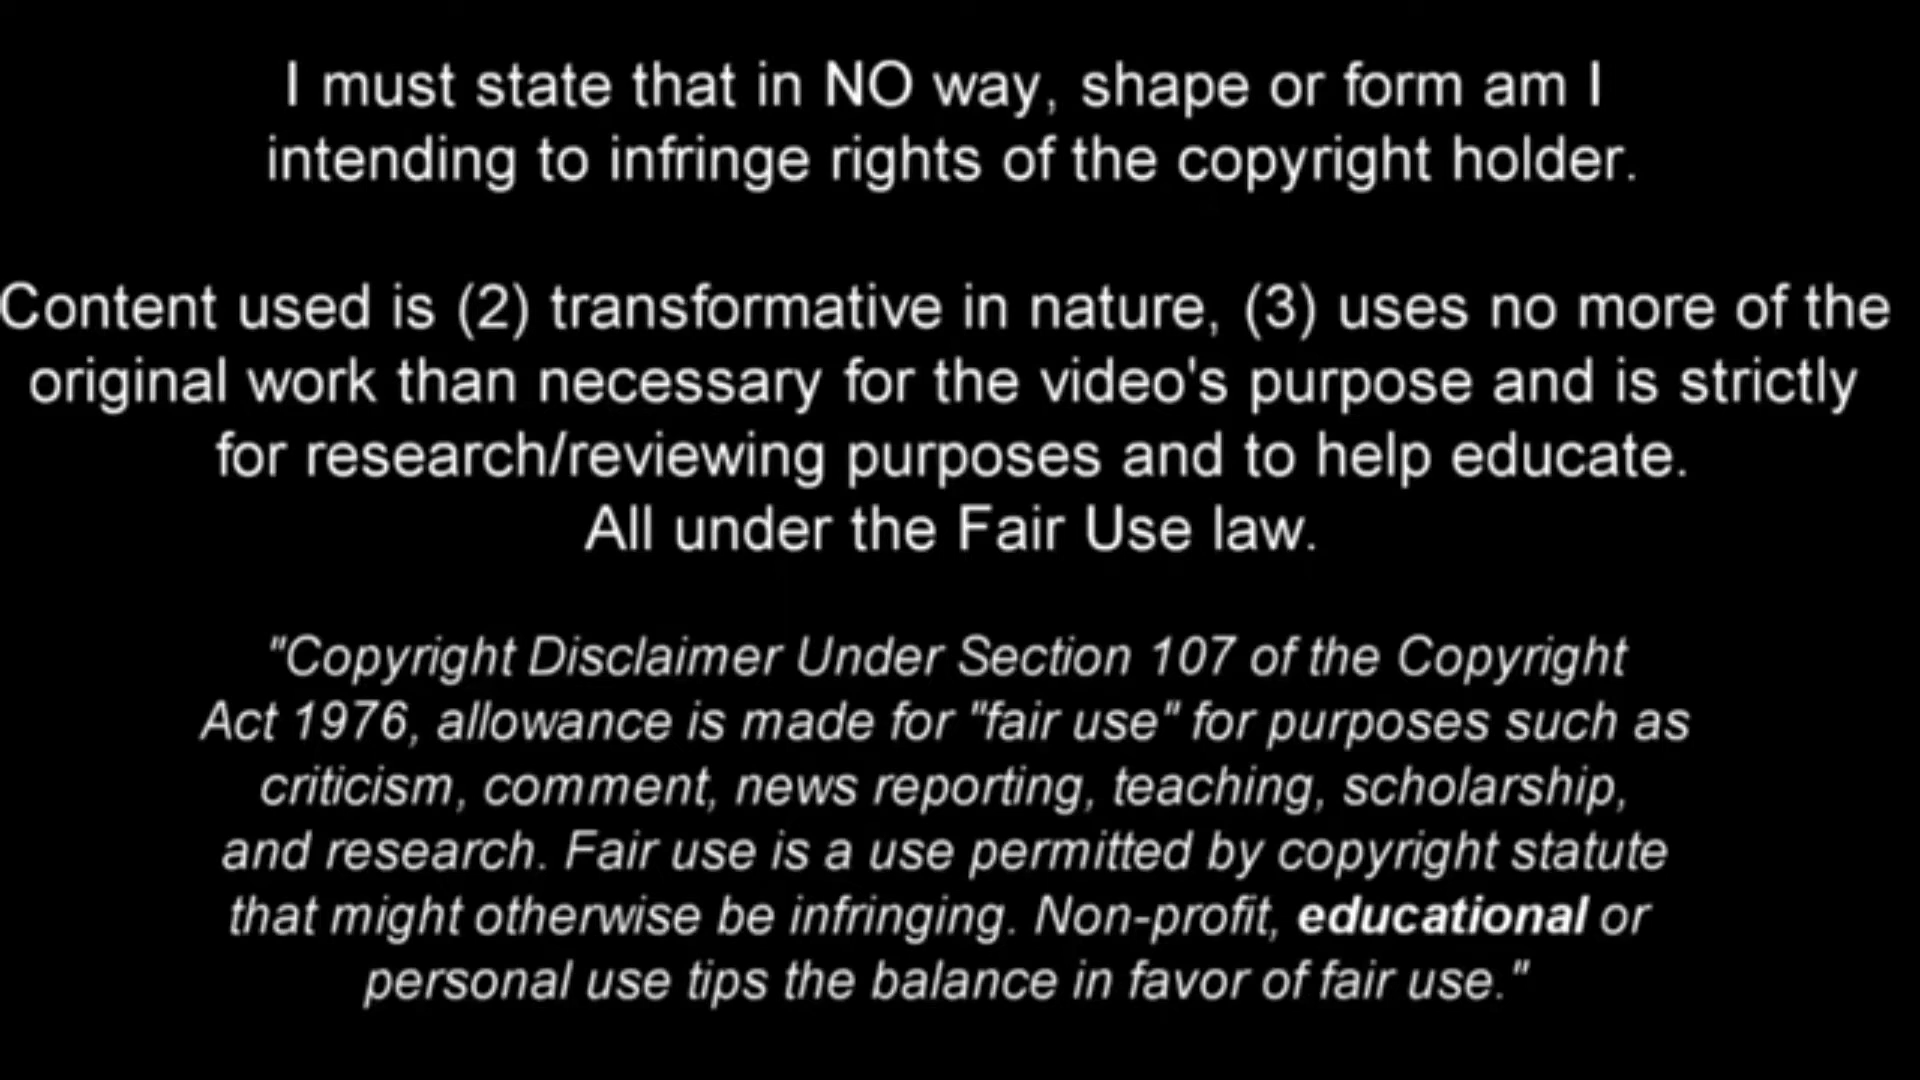 I must state that in NO way, shape or form am I
intending to infringe rights of the copyright holder.
Content used is (2) transformative in nature, (3) uses no more of the
original work than necessary for the video's purpose and is strictly
for research/reviewing purposes and to help educate.
All under the Fair Use law.
"Copyright Disclaimer Under Section 107 of the Copyright
Act 1976, allowance is made for "fair use" for purposes such as
criticism, comment, news reporting, teaching, scholarship,
and research. Fair use is a use permitted by copyright statute
that might otherwise be infringing. Non-profit, educational or
personal use tips the balance in favor of fair use."